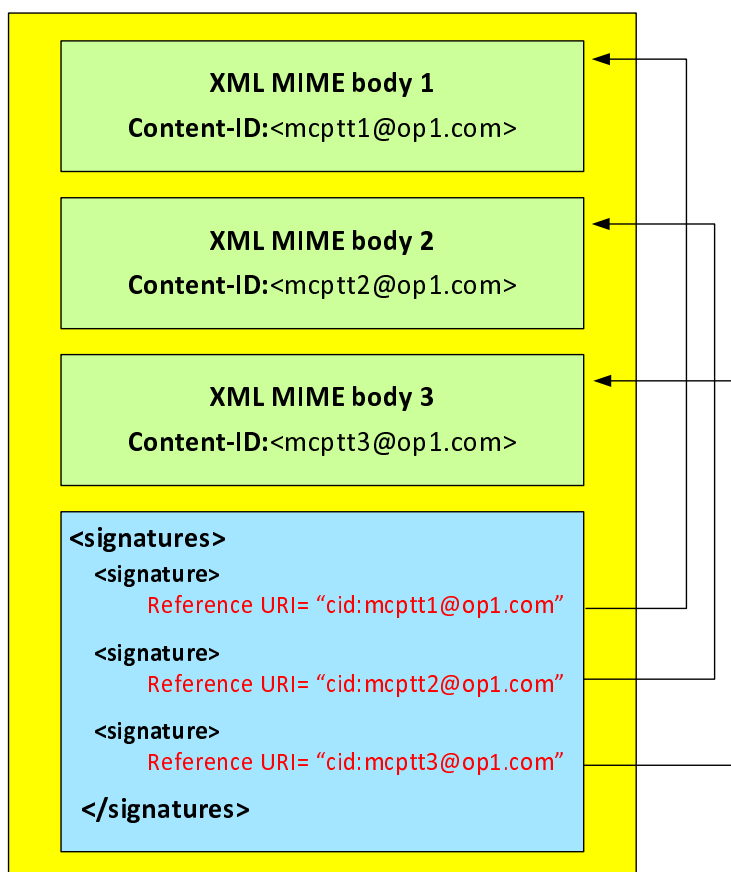 XML MIME body 1
Content-ID:<mcptt1@op1.com>
XML MIME body 2
Content-ID:<mcptt2@op1.com>
XML MIME body 3
Content-ID:<mcptt3@op1.com>
<signatures>
<signature>
Reference URI= “cid:mcptt1@op1.com”
<signature>
Reference URI= “cid:mcptt2@op1.com”
<signature>
Reference URI= “cid:mcptt3@op1.com”
</signatures>